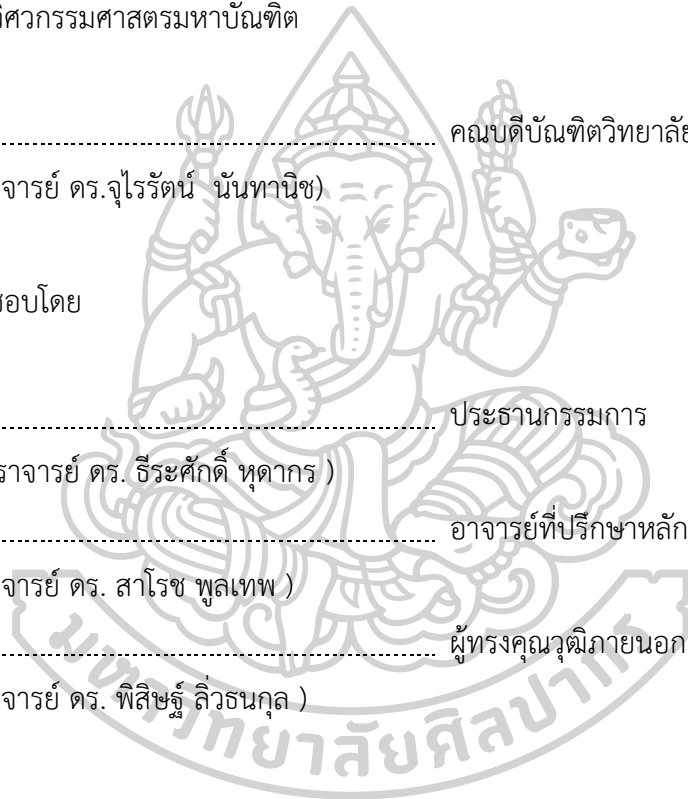 วิศวกรรมศาสตรมหาบัณฑิต
คณบดีบัณฑิตวิทยาลัย
จารย์ ดร.จุไรรัตน์ นันทานิช)
สอบโดย
ประธานกรรมการ
ราจารย์ ดร. ธีระศักดิ์ หุดากร )
อาจารย์ที่ปรึกษาหลัก
จารย์ ดร. สาโรช พูลเทพ )
ผู้ทรงคุณวุฒิภายนอก
จารย์ ดร. พิสิษฐ์ ลิ่วธนกุล )
มหาวิทยาลัยศิลปากร